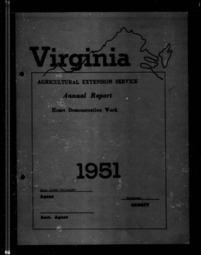 Virginia
AGRICULTURAL EXTENSION SERVICE
Annual Report
Home Demonstration Work
1951
Agent
COUNTY
Asst. Agent